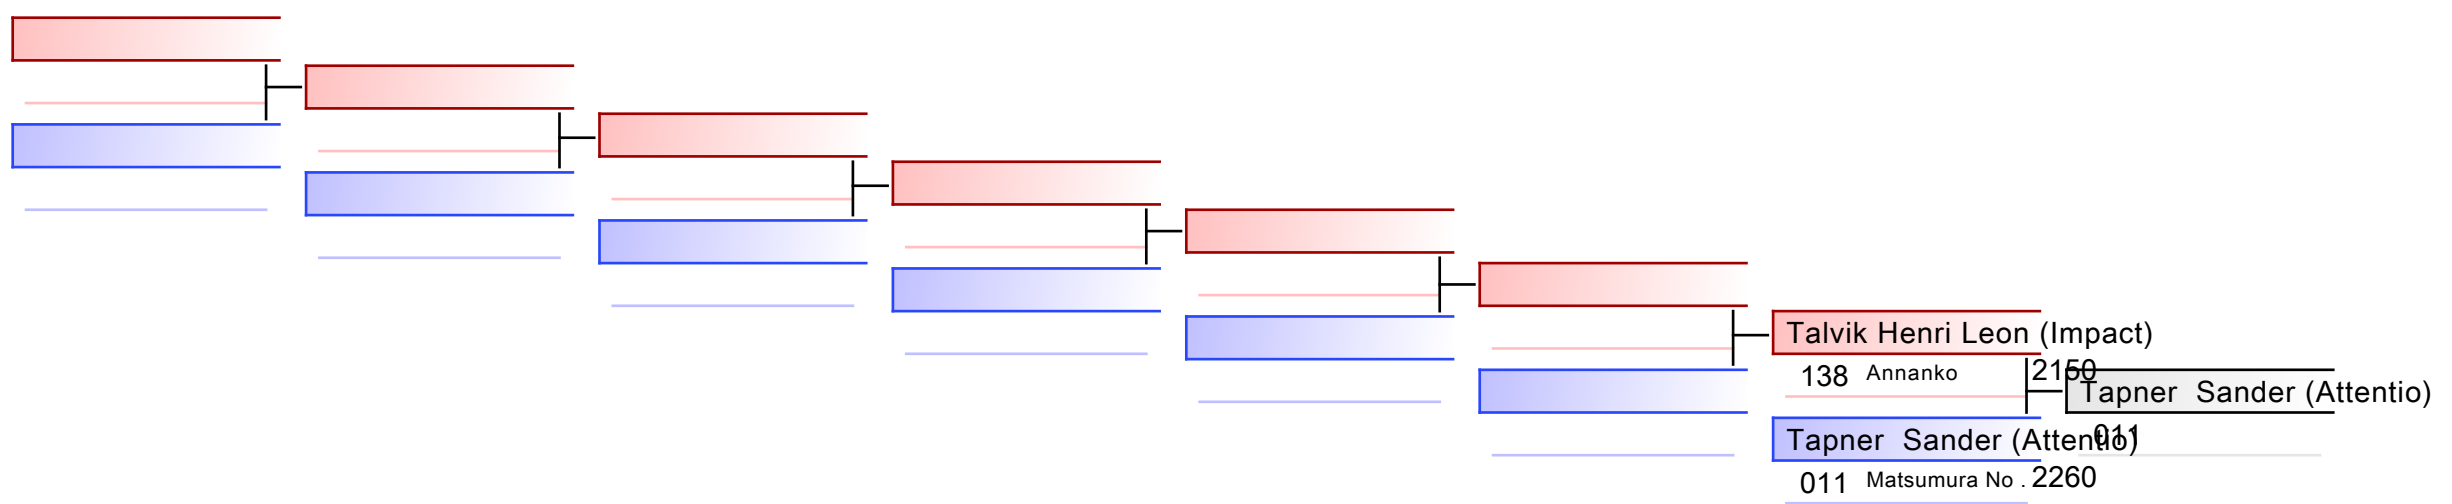 Talvik Henri Leon (Impact)
138 Annanko 2150
Tapner Sander (Attentio)
011
Tapner Sander (Attentio)
011 Matsumura No . 2260